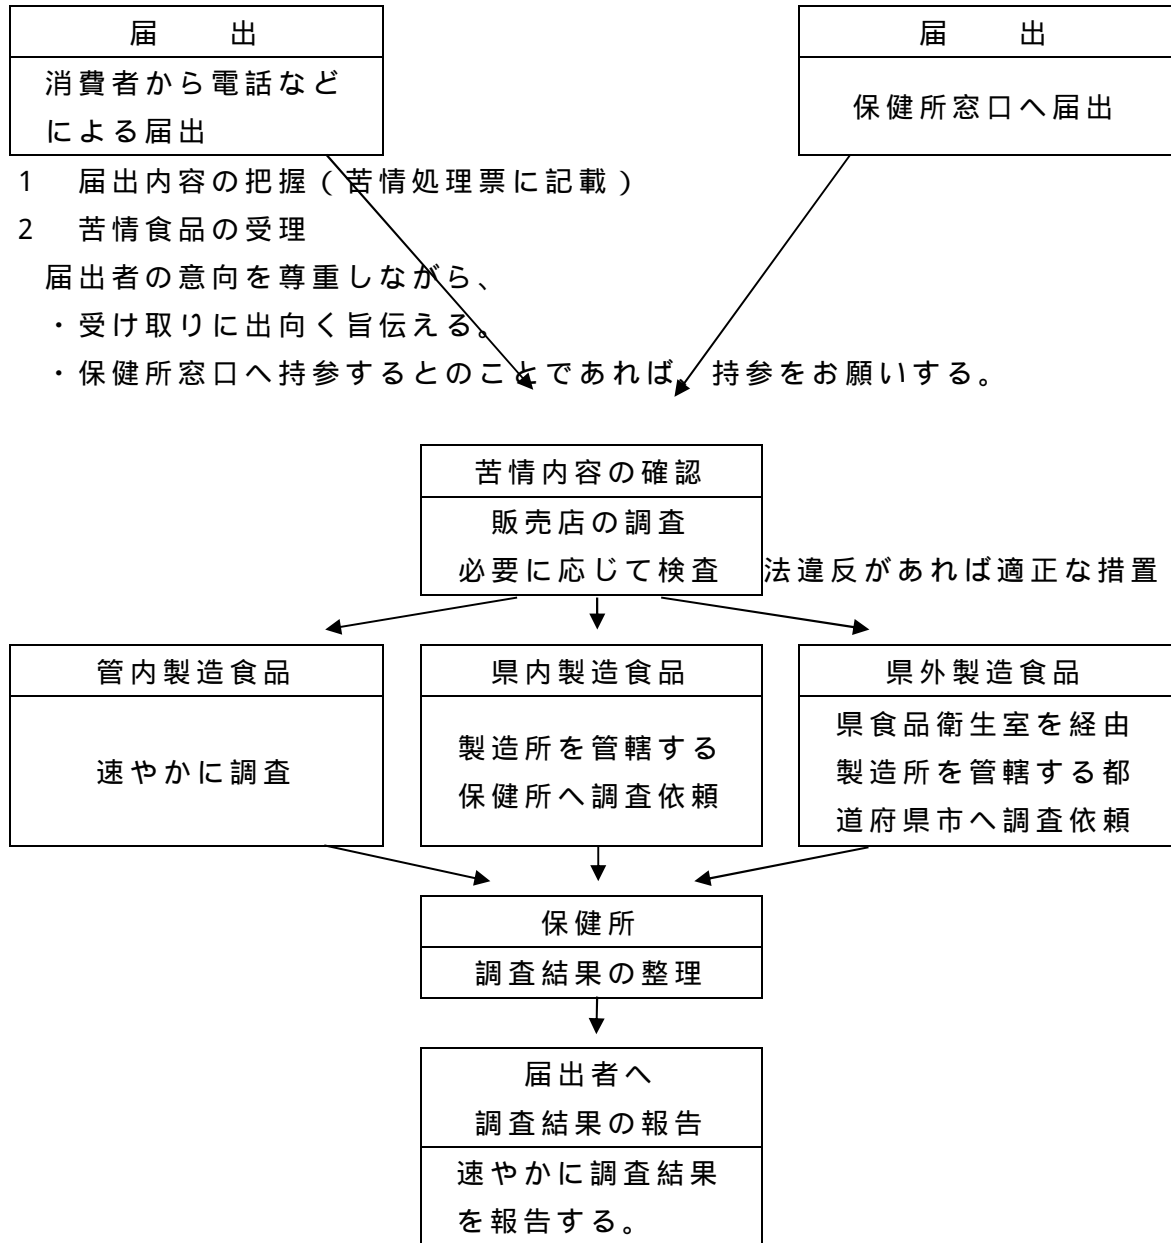 届　　出
消費者から電話など
による届出
届　　出
保健所窓口へ届出
1　届出内容の把握（苦情処理票に記載）
2　苦情食品の受理
届出者の意向を尊重しながら、
・受け取りに出向く旨伝える。
・保健所窓口へ持参するとのことであれば、持参をお願いする。
苦情内容の確認
販売店の調査
必要に応じて検査
法違反があれば適正な措置
管内製造食品
速やかに調査
県内製造食品
製造所を管轄する
保健所へ調査依頼
県外製造食品
県食品衛生室を経由
製造所を管轄する都
道府県市へ調査依頼
保健所
調査結果の整理
届出者へ
調査結果の報告
速やかに調査結果
を報告する。